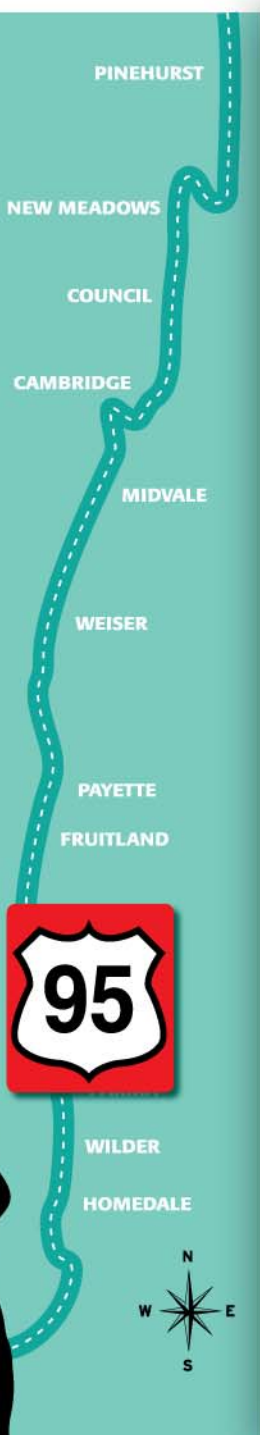 PINEHURST
NEW MEADOWS
COUNCIL
CAMBRIDGE
MIDVALE
WEISER
PAYETTE
FRUITLAND
95
WILDER
HOMEDALE
N
W E
S